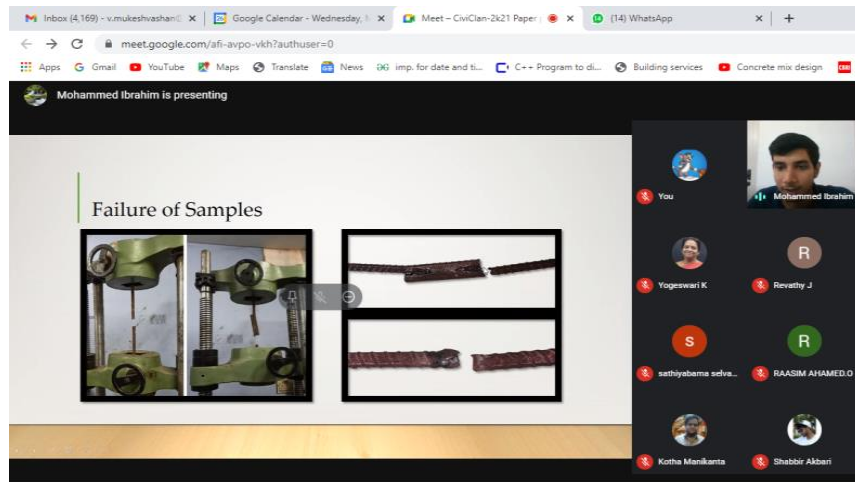 Inbox (4,169) - v.mukeshvashan
Google Calendar - Wednesday,
Meet – CiviClan-2k21 Paper
(14) WhatsApp
meet.google.com/afi-avpo-vkh?authuser=0
Apps Gmail YouTube Maps Translate News imp. for date and ti... C++ Program to di... Building services Concrete mix design
Mohammed Ibrahim is presenting
Failure of Samples
You
Mohammed Ibrahim
Yogeswari K
R
Revathy J
S
sathiyabama selva...
R
RAASIM AHAMED.O
Kotha Manikanta
Shabbir Akbari